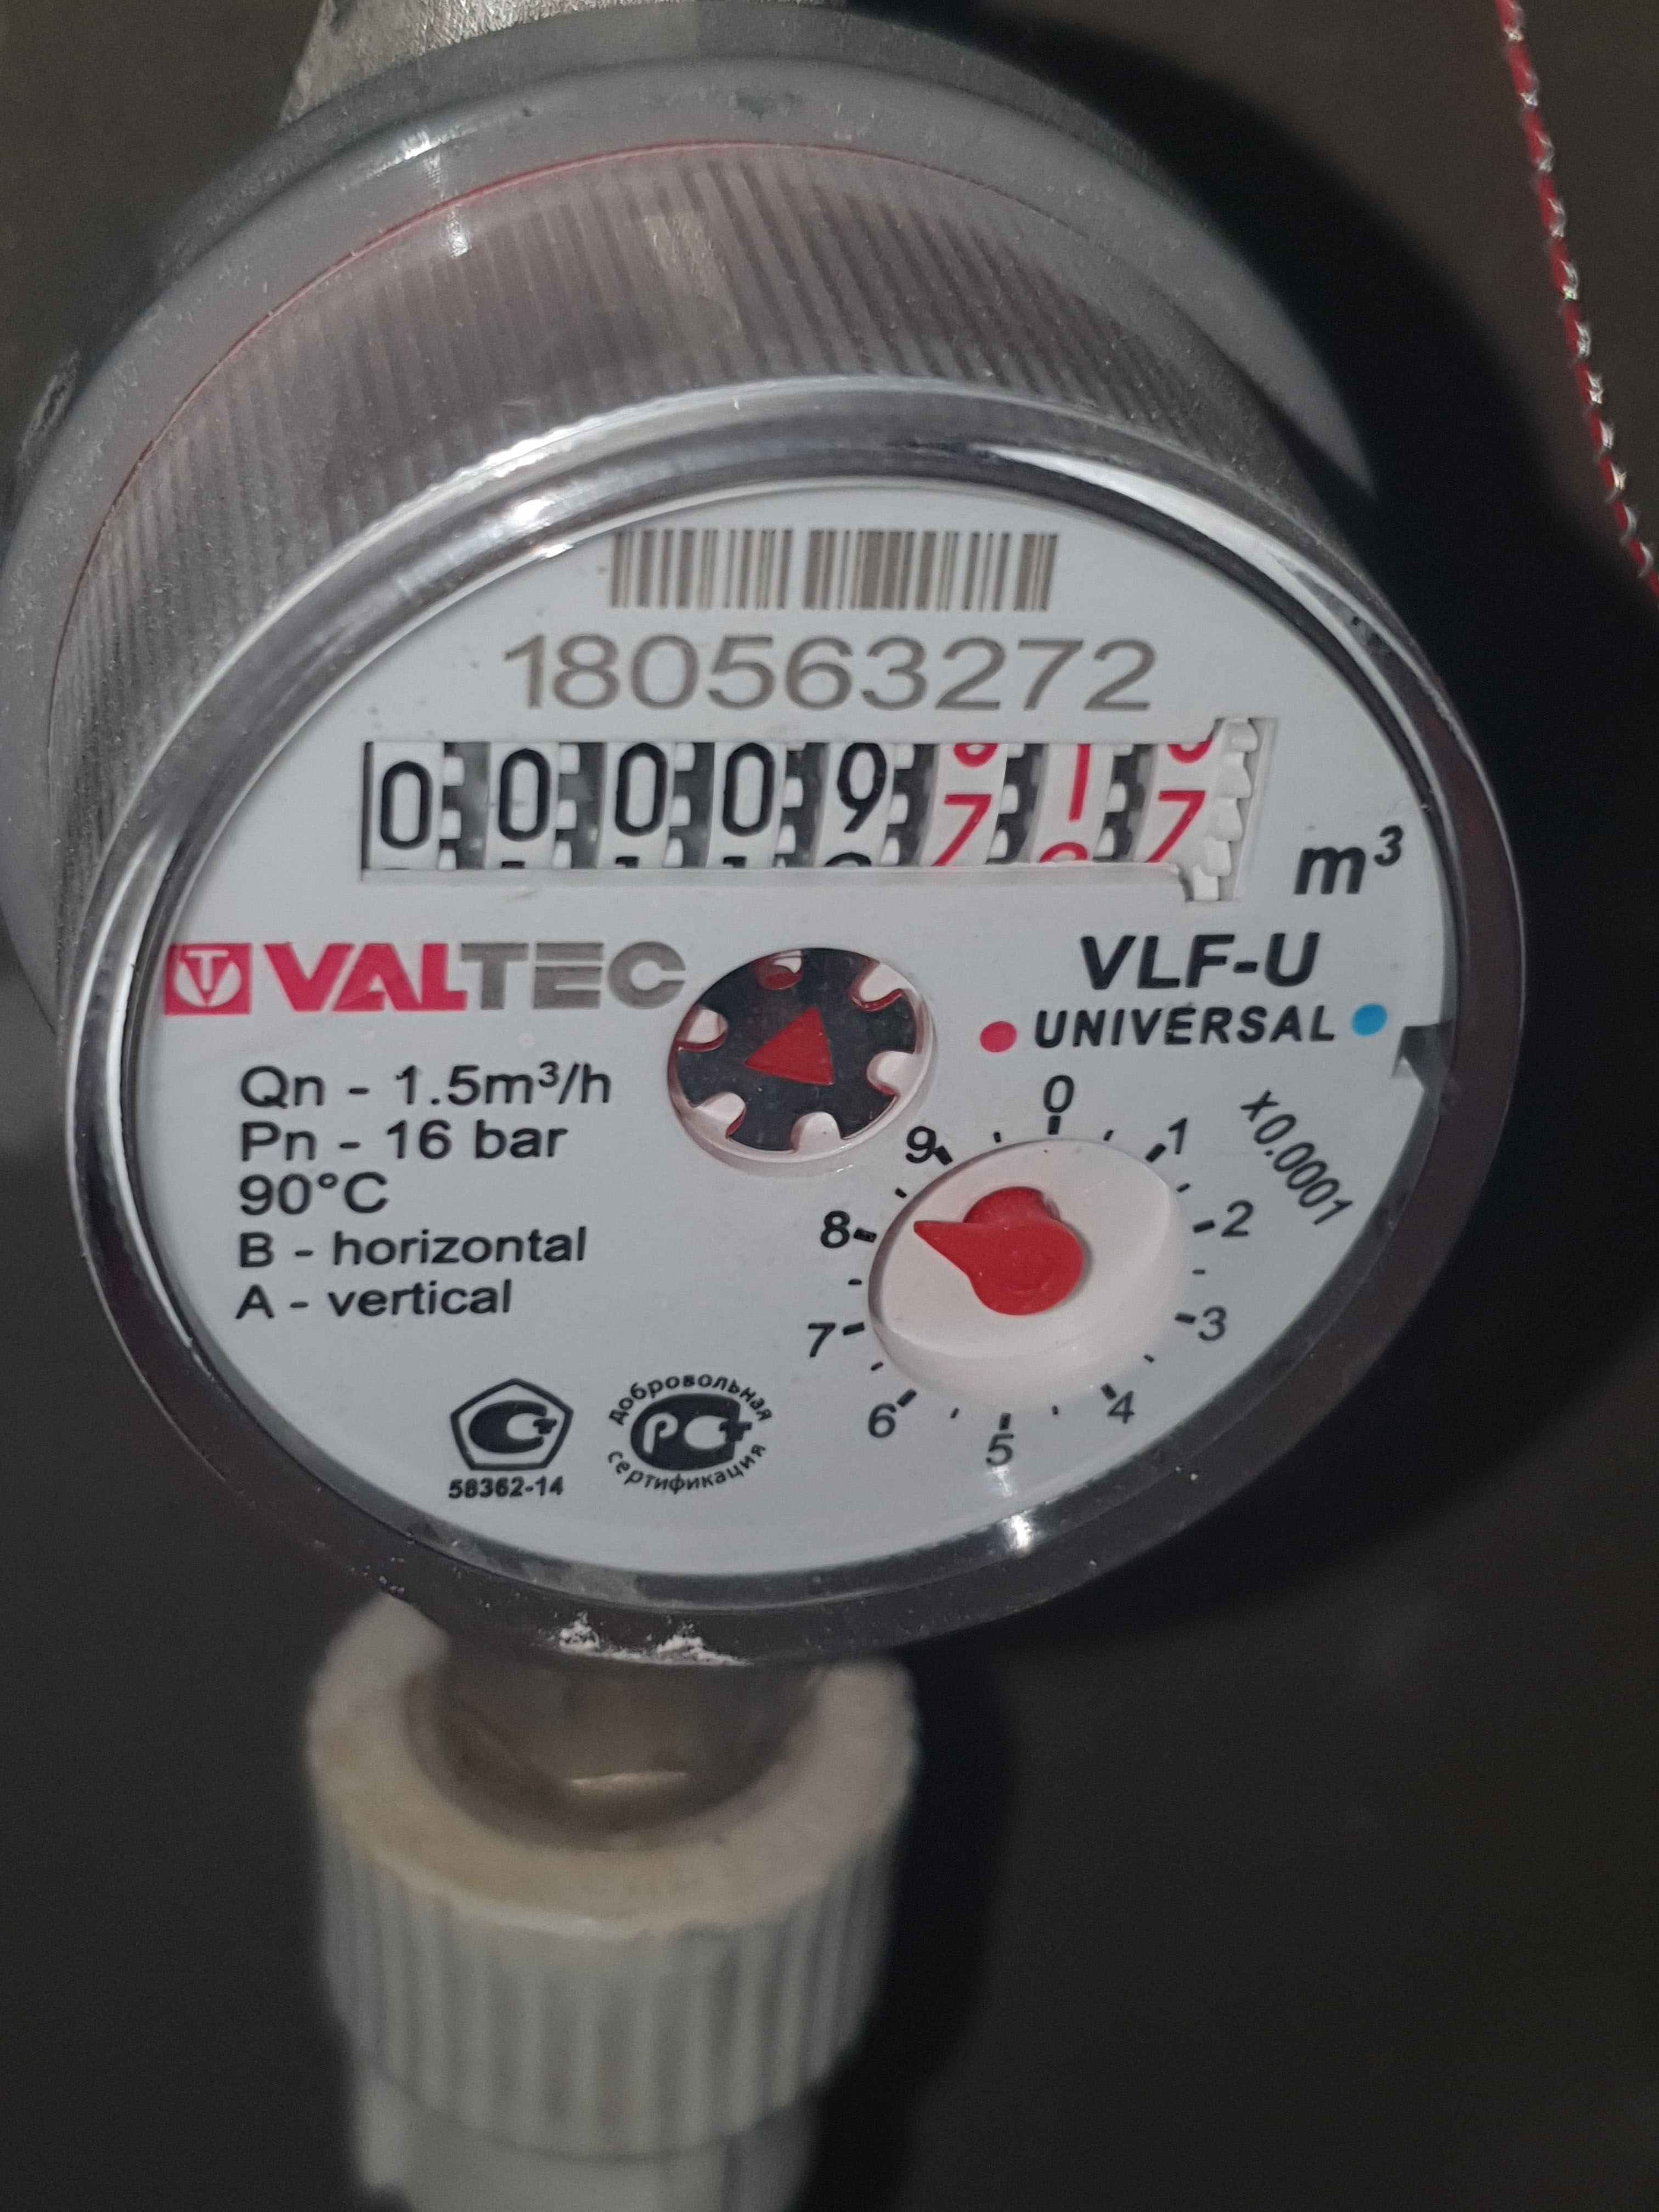 180563272
00009717 m³
VALTEC
VLF-U
UNIVERSAL
Qn - 1.5m³/h
Pn - 16 bar
90°C
B - horizontal
A - vertical
x0.0001
0
1
2
3
4
5
6
7
8
9
58362-14
добровольная
РСт
сертификация